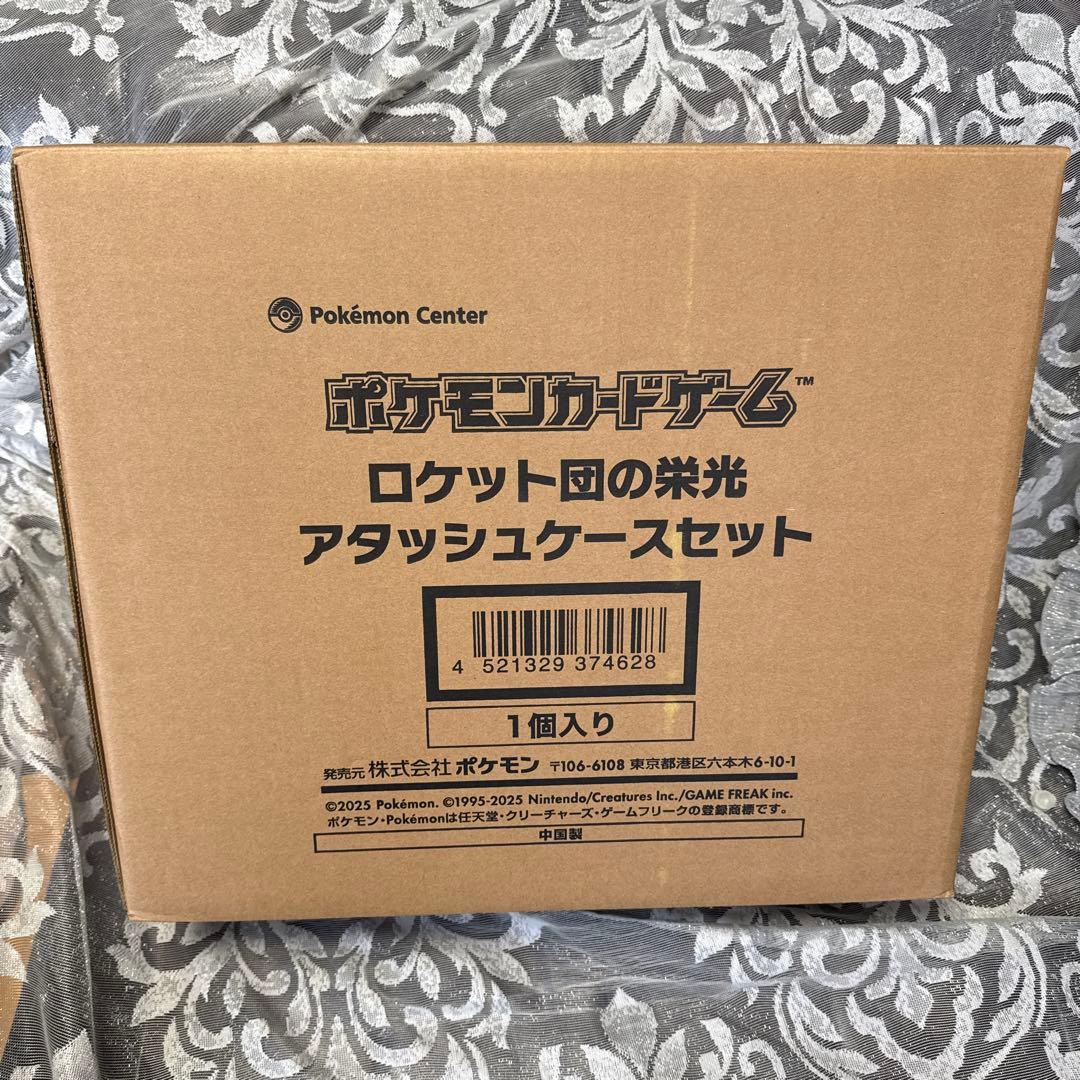 Pokémon Center
ポケモンカードゲーム™
ロケット団の栄光
アタッシュケースセット
4 521329 374628
1個入り
発売元 株式会社 ポケモン 〒106-6108 東京都港区六本木6-10-1
©2025 Pokémon. ©1995-2025 Nintendo/Creatures Inc./GAME FREAK inc.
ポケモン・Pokémonは任天堂・クリーチャーズ・ゲームフリークの登録商標です。
中国製